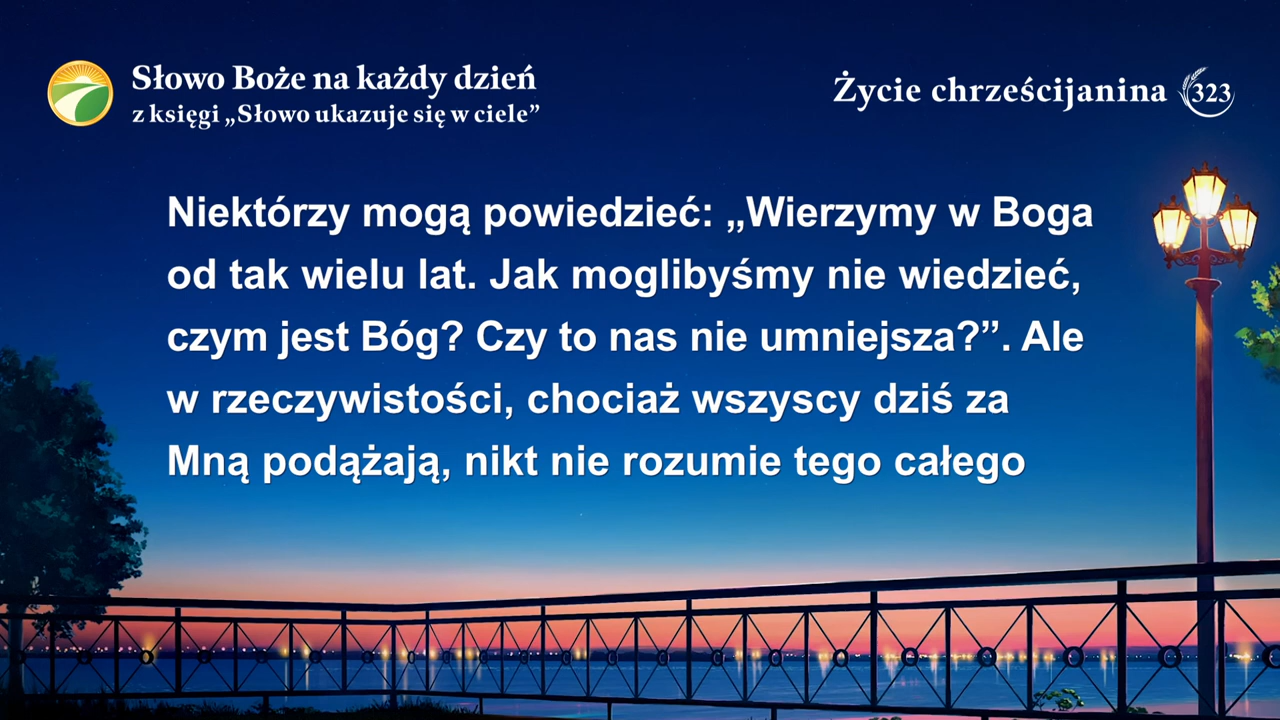 Słowo Boże na każdy dzień
z księgi „Słowo ukazuje się w ciele”
Życie chrześcijanina 323
Niektórzy mogą powiedzieć: „Wierzymy w Boga
od tak wielu lat. Jak moglibyśmy nie wiedzieć,
czym jest Bóg? Czy to nas nie umniejsza?”. Ale
w rzeczywistości, chociaż wszyscy dziś za
Mną podążają, nikt nie rozumie tego całego